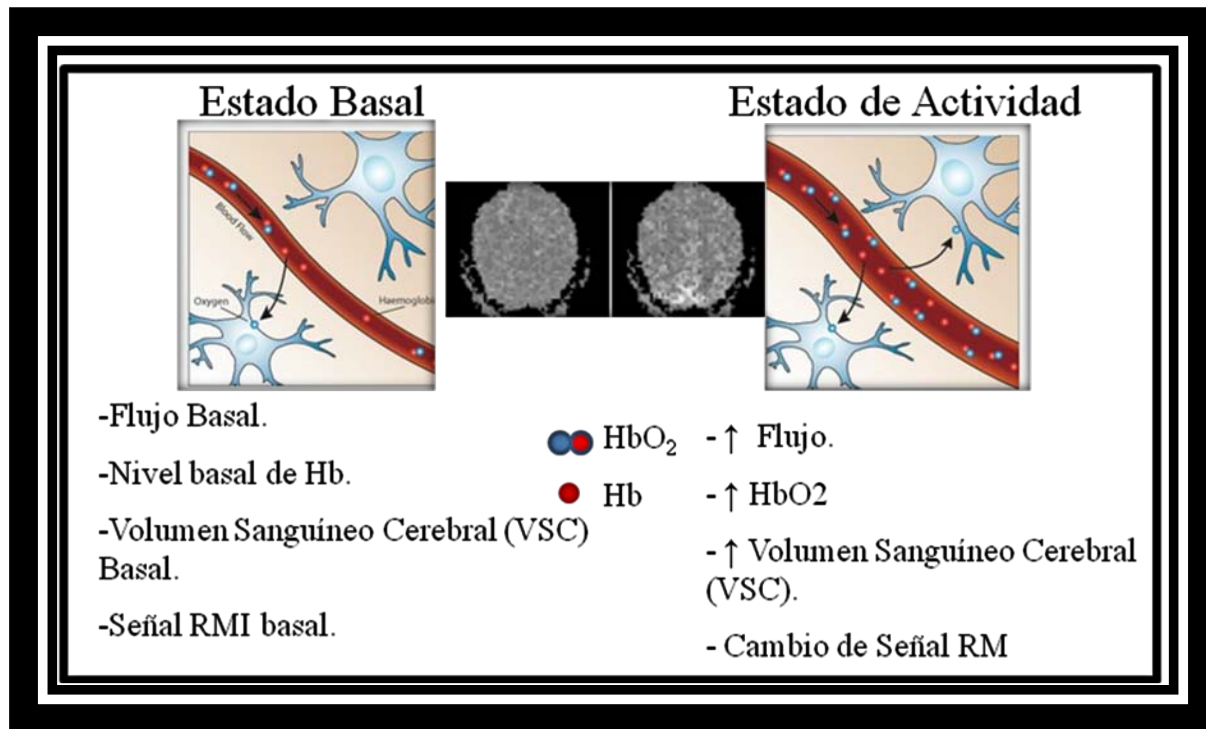 Estado Basal
Estado de Actividad
Blood Flow
Oxygen
Haemoglobi
-Flujo Basal.
-Nivel basal de Hb.
-Volumen Sanguíneo Cerebral (VSC)
Basal.
-Señal RMI basal.
HbO₂
Hb
- ↑ Flujo.
- ↑ HbO2
- ↑ Volumen Sanguíneo Cerebral
(VSC).
- Cambio de Señal RM